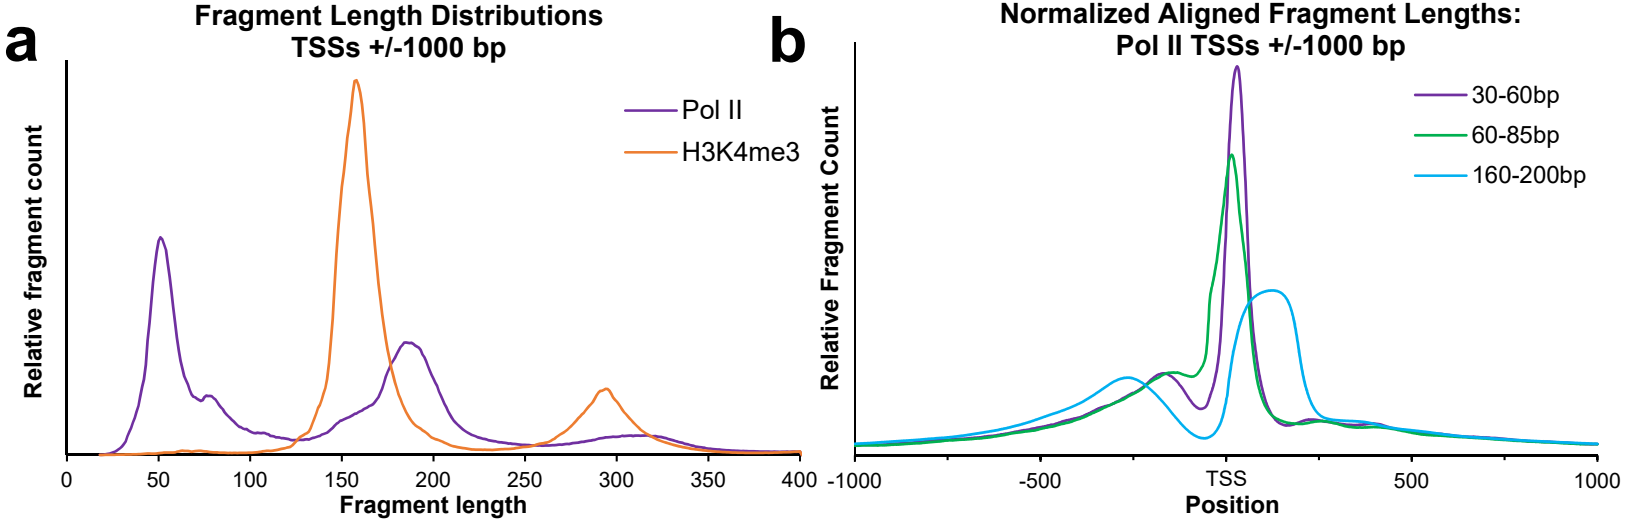 a
Fragment Length Distributions
TSSs +/-1000 bp
Relative fragment count
Pol II
H3K4me3
0 50 100 150 200 250 300 350 400
Fragment length
b
Normalized Aligned Fragment Lengths:
Pol II TSSs +/-1000 bp
Relative Fragment Count
30-60bp
60-85bp
160-200bp
-1000 -500 TSS 500 1000
Position